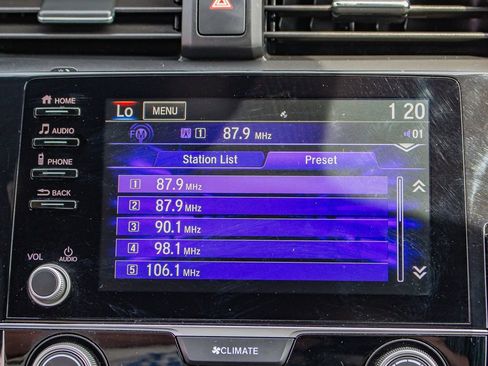 HOME
AUDIO
PHONE
BACK
VOL AUDIO
Lo MENU 1 20
FM 1 87.9 MHz 01
Station List Preset
1 87.9 MHz
2 87.9 MHz
3 90.1 MHz
4 98.1 MHz
5 106.1 MHz
CLIMATE